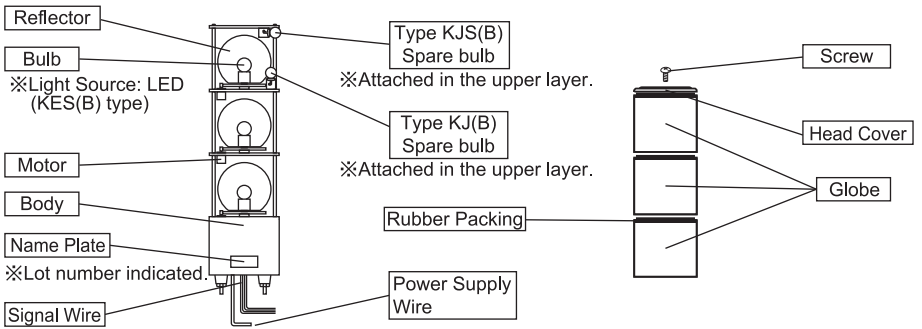 Reflector
Bulb
※Light Source: LED
(KES(B) type)
Motor
Body
Name Plate
※Lot number indicated.
Signal Wire
Type KJS(B)
Spare bulb
※Attached in the upper layer.
Type KJ(B)
Spare bulb
※Attached in the upper layer.
Power Supply
Wire
Screw
Head Cover
Globe
Rubber Packing